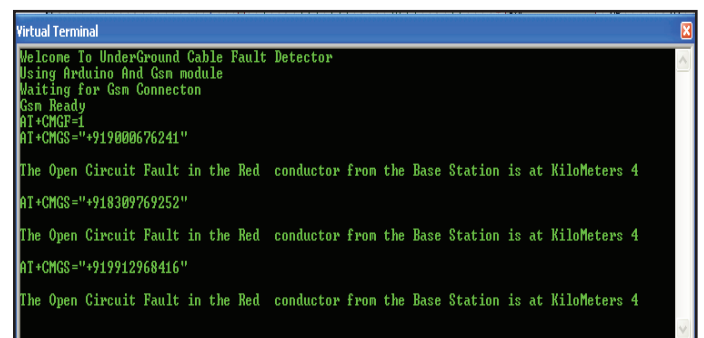 Virtual Terminal
Welcome To UnderGround Cable Fault Detector
Using Arduino And Gsm module
Waiting for Gsm Connecton
Gsm Ready
AT+CMGF=1
AT+CMGS="+919000676241"
The Open Circuit Fault in the Red  conductor from the Base Station is at KiloMeters 4
AT+CMGS="+918309769252"
The Open Circuit Fault in the Red  conductor from the Base Station is at KiloMeters 4
AT+CMGS="+919912968416"
The Open Circuit Fault in the Red  conductor from the Base Station is at KiloMeters 4